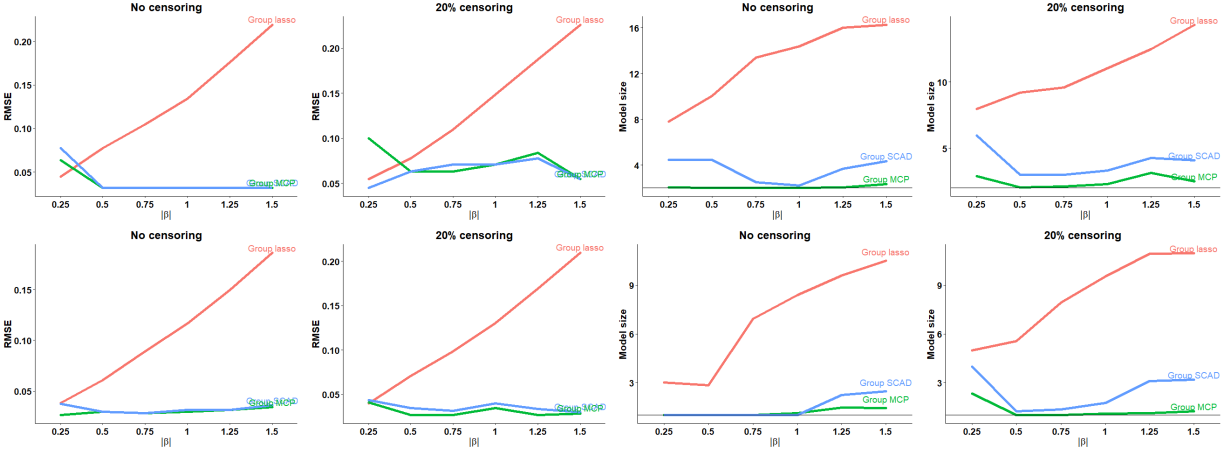 No censoring
RMSE
0.20
0.15
0.10
0.05
Group lasso
Group SCAD
Group MCP
0.25 0.5 0.75 1 1.25 1.5
|β|
20% censoring
RMSE
0.20
0.15
0.10
0.05
Group lasso
Group SCAD
Group MCP
0.25 0.5 0.75 1 1.25 1.5
|β|
No censoring
Model size
16
12
8
4
Group lasso
Group SCAD
Group MCP
0.25 0.5 0.75 1 1.25 1.5
|β|
20% censoring
Model size
10
5
Group lasso
Group SCAD
Group MCP
0.25 0.5 0.75 1 1.25 1.5
|β|
No censoring
RMSE
0.15
0.10
0.05
Group lasso
Group SCAD
Group MCP
0.25 0.5 0.75 1 1.25 1.5
|β|
20% censoring
RMSE
0.20
0.15
0.10
0.05
Group lasso
Group SCAD
Group MCP
0.25 0.5 0.75 1 1.25 1.5
|β|
No censoring
Model size
9
6
3
Group lasso
Group SCAD
Group MCP
0.25 0.5 0.75 1 1.25 1.5
|β|
20% censoring
Model size
9
6
3
Group lasso
Group SCAD
Group MCP
0.25 0.5 0.75 1 1.25 1.5
|β|